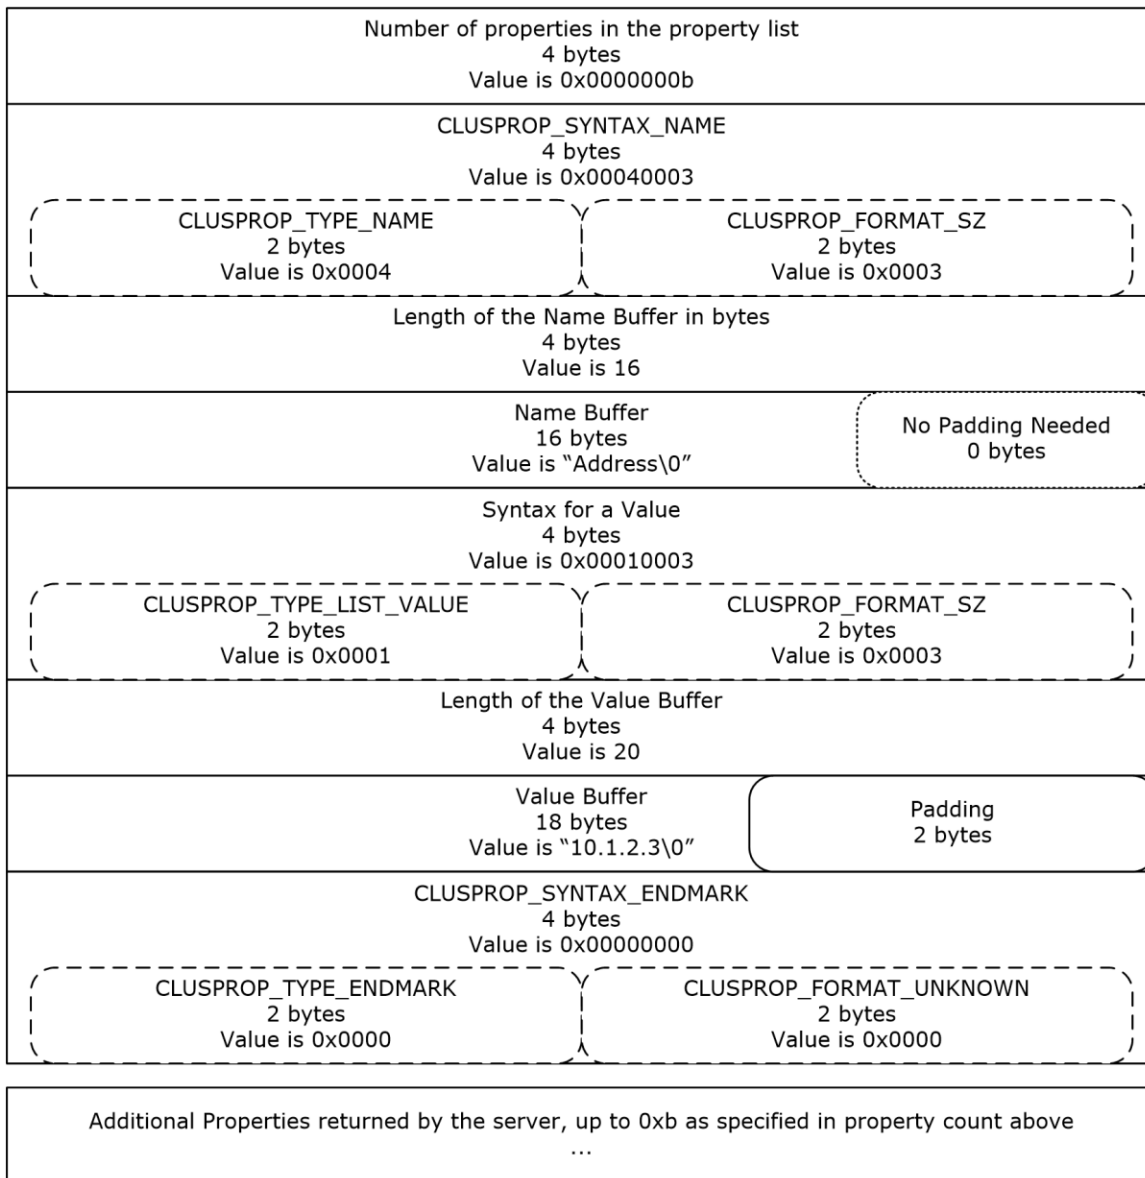 Number of properties in the property list
4 bytes
Value is 0x0000000b
CLUSPROP_SYNTAX_NAME
4 bytes
Value is 0x00040003
CLUSPROP_TYPE_NAME
2 bytes
Value is 0x0004
CLUSPROP_FORMAT_SZ
2 bytes
Value is 0x0003
Length of the Name Buffer in bytes
4 bytes
Value is 16
Name Buffer
16 bytes
Value is “Address\0”
No Padding Needed
0 bytes
Syntax for a Value
4 bytes
Value is 0x00010003
CLUSPROP_TYPE_LIST_VALUE
2 bytes
Value is 0x0001
CLUSPROP_FORMAT_SZ
2 bytes
Value is 0x0003
Length of the Value Buffer
4 bytes
Value is 20
Value Buffer
18 bytes
Value is “10.1.2.3\0”
Padding
2 bytes
CLUSPROP_SYNTAX_ENDMARK
4 bytes
Value is 0x00000000
CLUSPROP_TYPE_ENDMARK
2 bytes
Value is 0x0000
CLUSPROP_FORMAT_UNKNOWN
2 bytes
Value is 0x0000
Additional Properties returned by the server, up to 0xb as specified in property count above
...